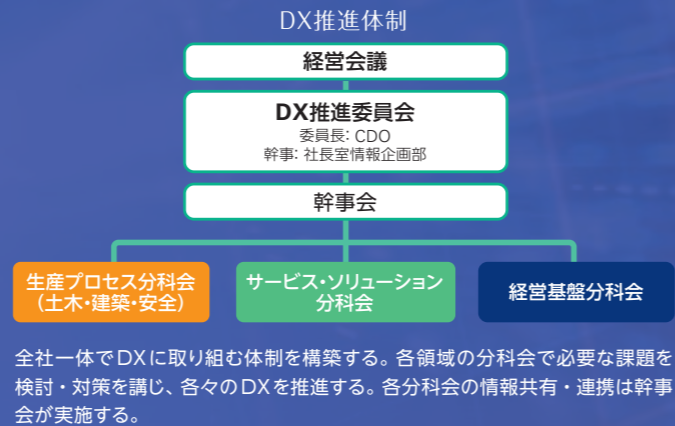 DX推進体制
経営会議
DX推進委員会
委員長: CDO
幹事: 社長室情報企画部
幹事会
生産プロセス分科会
（土木・建築・安全）
サービス・ソリューション
分科会
経営基盤分科会
全社一体でDXに取り組む体制を構築する。各領域の分科会で必要な課題を
検討・対策を講じ、各々のDXを推進する。各分科会の情報共有・連携は幹事
会が実施する。